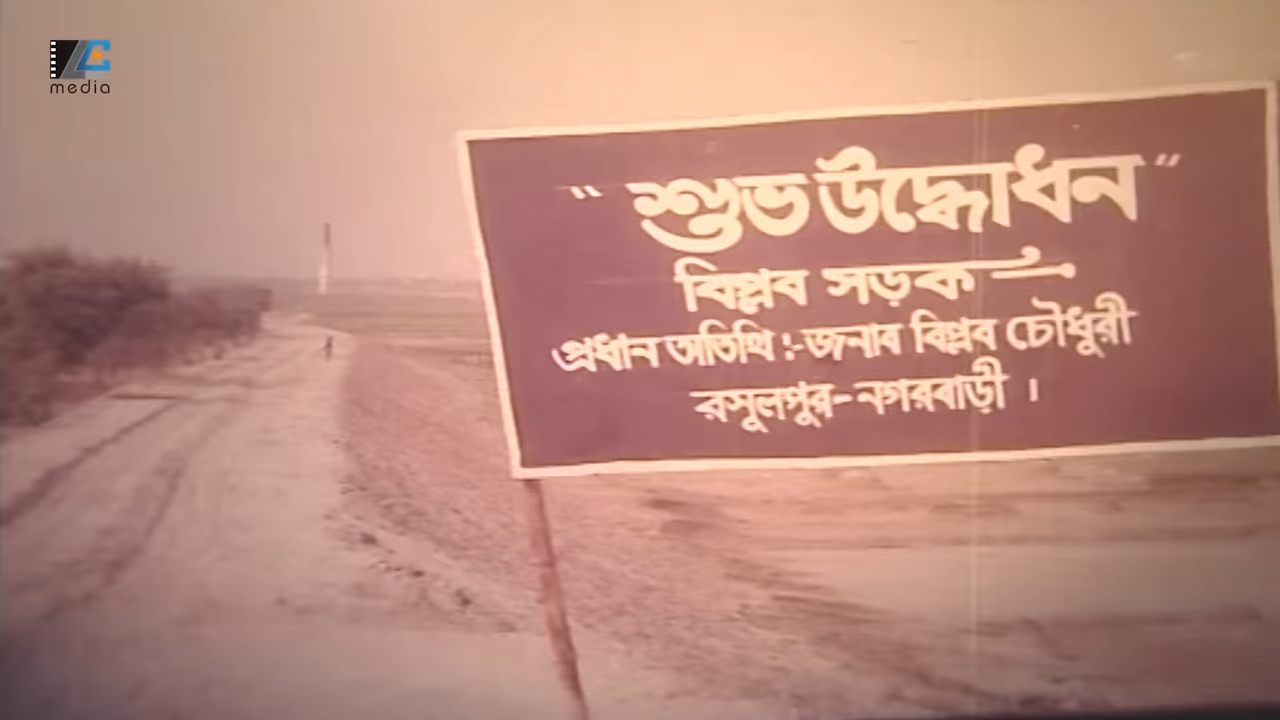 media
“ শুভ উদ্ধোধন ”
বিপ্লব সড়ক
প্রধান অতিথি :- জনাব বিপ্লব চৌধুরী
রসুলপুর - নগরবাড়ী ।